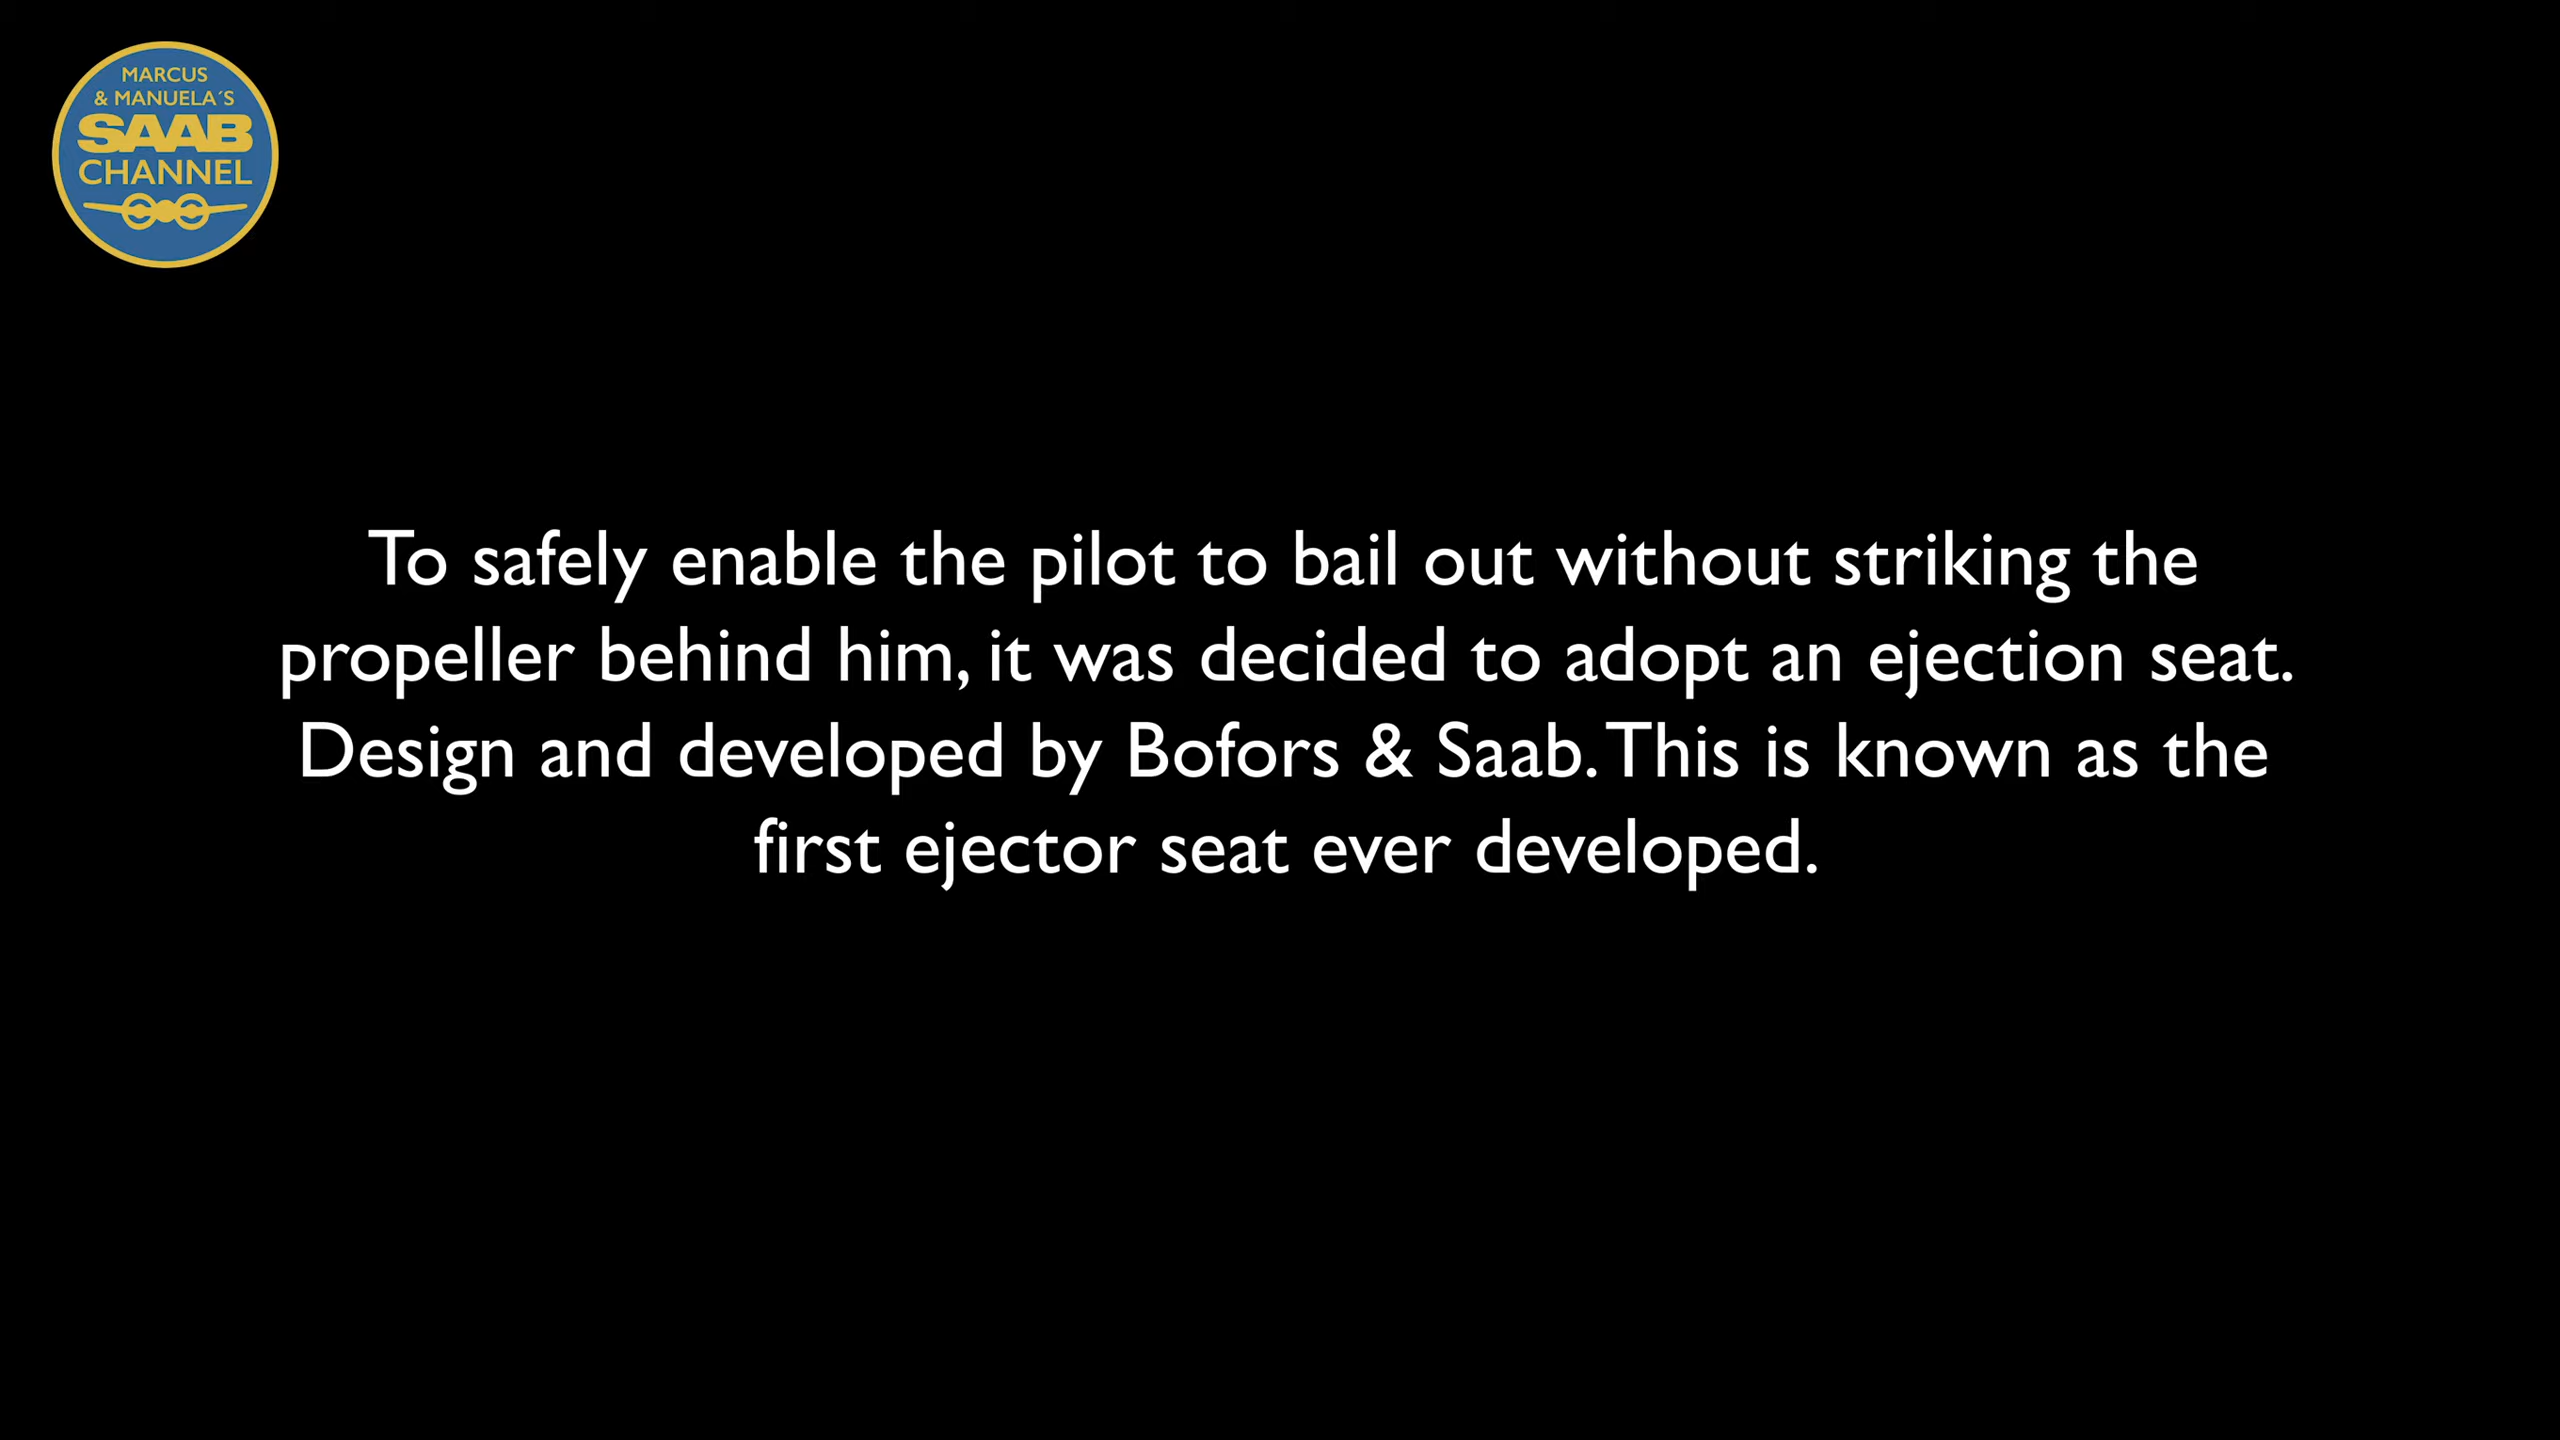 MARCUS
& MANUELA´S
SAAB
CHANNEL
To safely enable the pilot to bail out without striking the
propeller behind him, it was decided to adopt an ejection seat.
Design and developed by Bofors & Saab. This is known as the
first ejector seat ever developed.